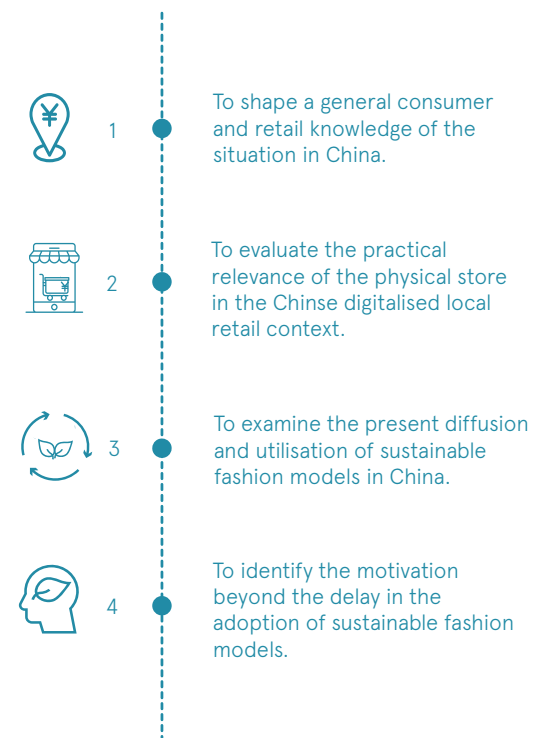 ¥
1
To shape a general consumer
and retail knowledge of the
situation in China.
¥
2
To evaluate the practical
relevance of the physical store
in the Chinse digitalised local
retail context.
3
To examine the present diffusion
and utilisation of sustainable
fashion models in China.
4
To identify the motivation
beyond the delay in the
adoption of sustainable fashion
models.